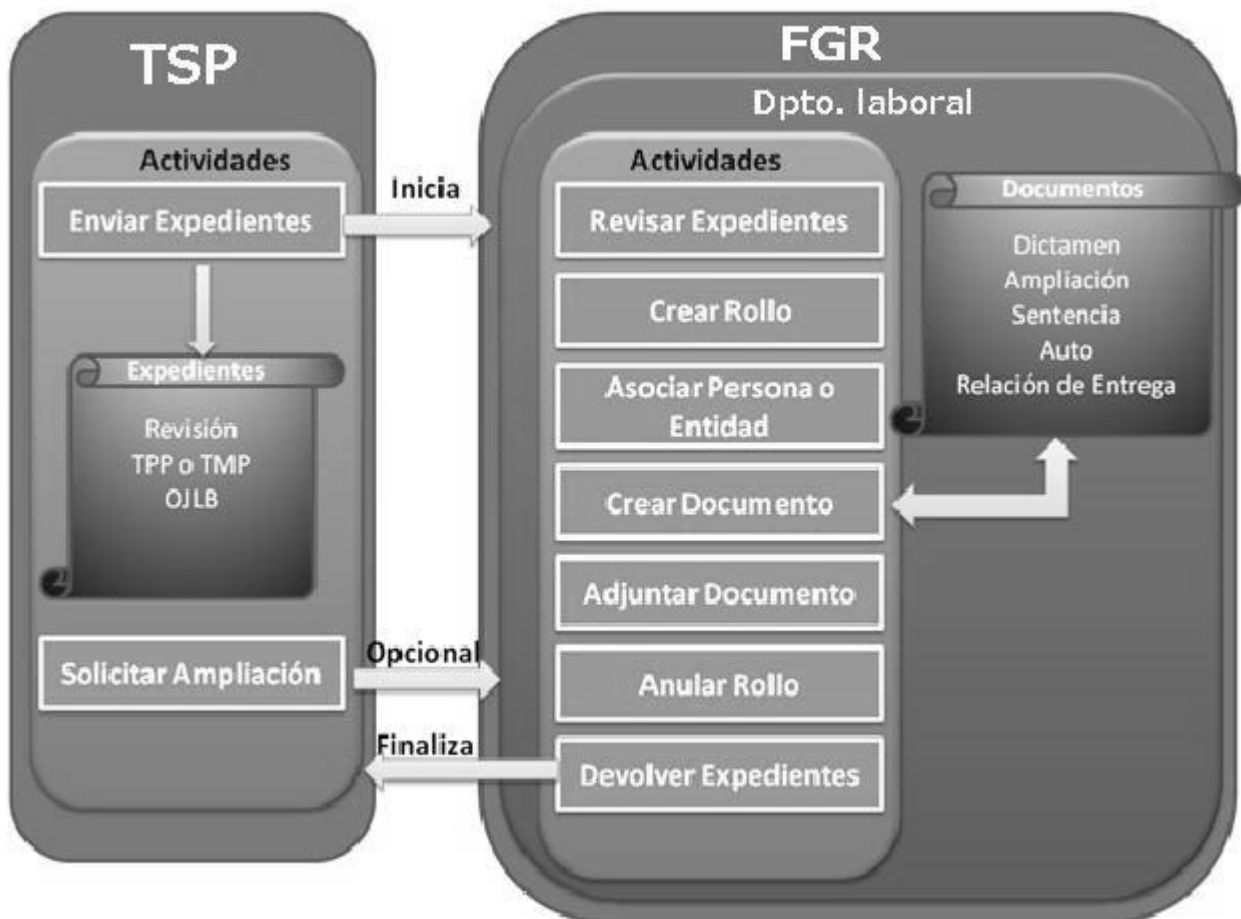 TSP
Actividades
Enviar Expedientes
Expedientes
Revisión
TPP o TMP
OJLB
Solicitar Ampliación
Inicia
Opcional
Finaliza
FGR
Dpto. laboral
Actividades
Revisar Expedientes
Crear Rollo
Asociar Persona o
Entidad
Crear Documento
Adjuntar Documento
Anular Rollo
Devolver Expedientes
Documentos
Dictamen
Ampliación
Sentencia
Auto
Relación de Entrega